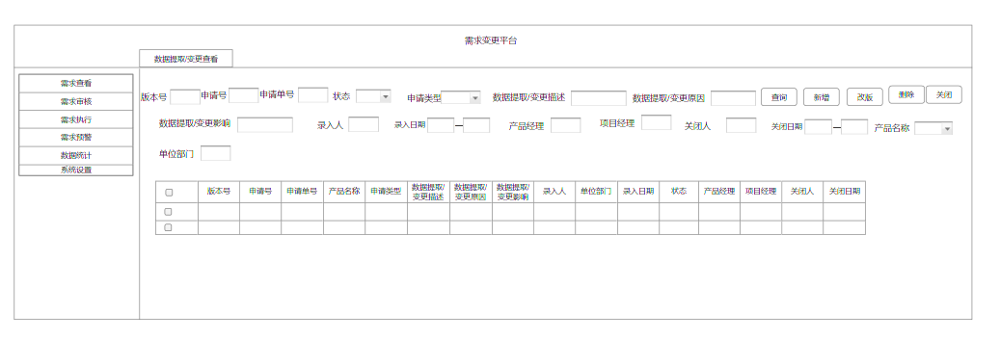 需求变更平台
数据提取/变更查看
需求查看
需求审核
需求执行
需求预警
数据统计
系统设置
版本号 申请号 申请单号 状态 申请类型 数据提取/变更描述 数据提取/变更原因 查询 新增 改版 删除 关闭
数据提取/变更影响 录入人 录入日期 — 产品经理 项目经理 关闭人 关闭日期 — 产品名称
单位部门
版本号 申请号 申请单号 产品名称 申请类型 数据提取/变更描述 数据提取/变更原因 数据提取/变更影响 录入人 单位部门 录入日期 状态 产品经理 项目经理 关闭人 关闭日期